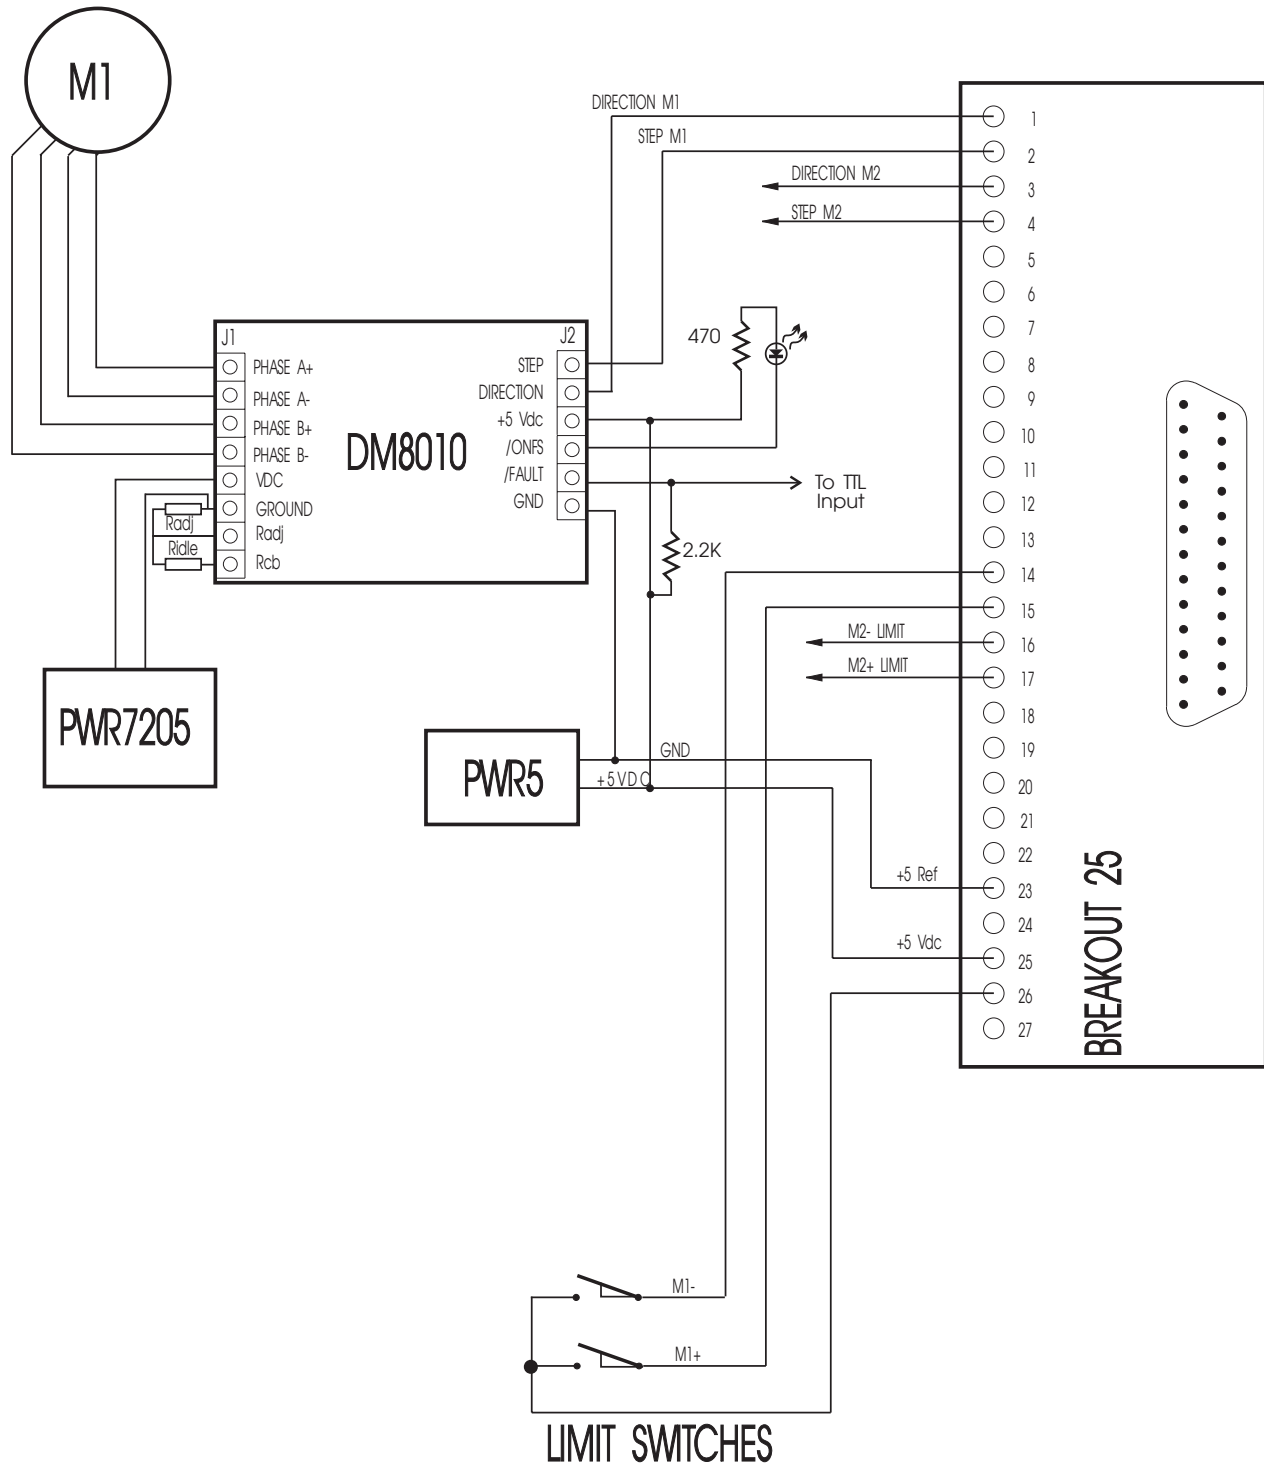 M1
DIRECTION M1
1
STEP M1
2
DIRECTION M2
3
STEP M2
4
5
6
7
8
9
10
11
12
13
14
15
16
17
18
19
20
21
22
23
24
25
26
27
BREAKOUT 25
470
J1
J2
PHASE A+
PHASE A-
PHASE B+
PHASE B-
VDC
GROUND
Radj
Rcb
DM8010
STEP
DIRECTION
+5 Vdc
/ONFS
/FAULT
GND
Radj
Ridle
To TTL
Input
2.2K
M2- LIMIT
M2+ LIMIT
PWR7205
PWR5
GND
+5VDC
+5 Ref
+5 Vdc
M1-
M1+
LIMIT SWITCHES